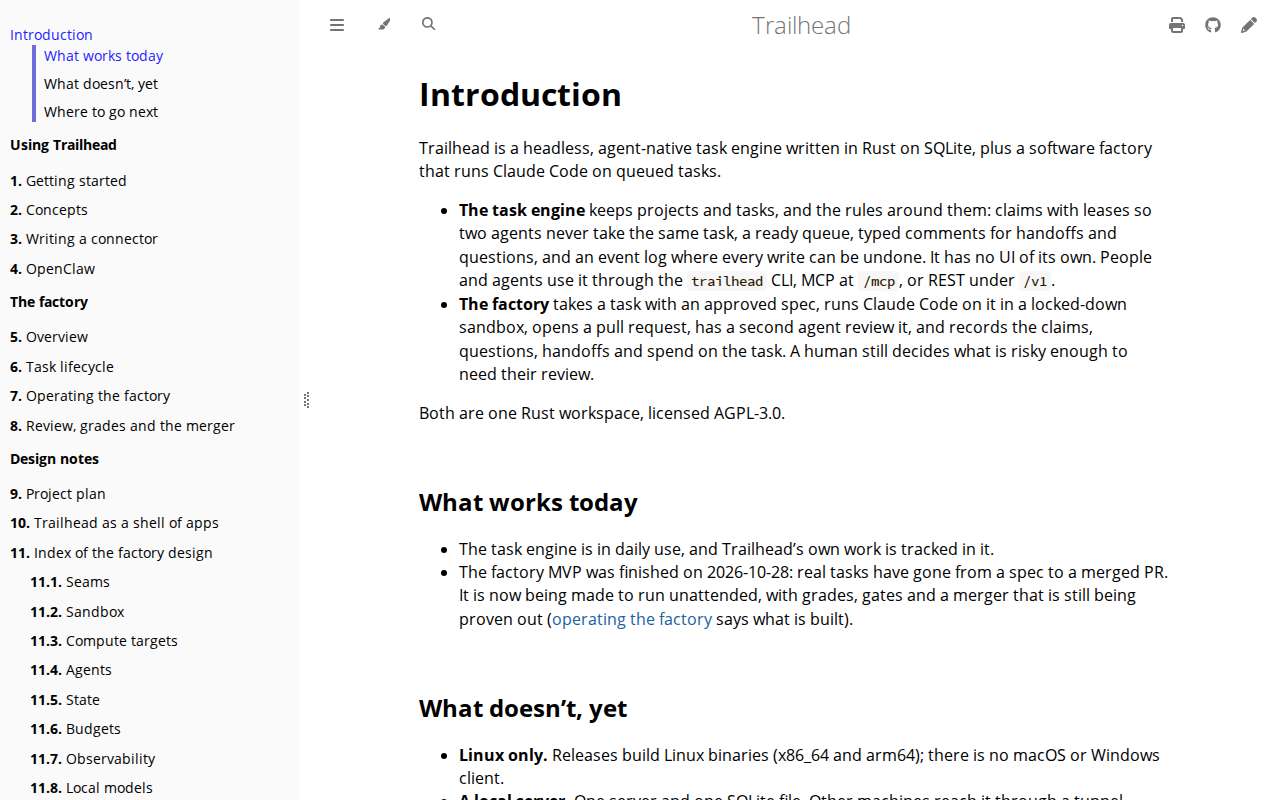 Introduction
What works today
What doesn’t, yet
Where to go next
Using Trailhead
1. Getting started
2. Concepts
3. Writing a connector
4. OpenClaw
The factory
5. Overview
6. Task lifecycle
7. Operating the factory
8. Review, grades and the merger
Design notes
9. Project plan
10. Trailhead as a shell of apps
11. Index of the factory design
11.1. Seams
11.2. Sandbox
11.3. Compute targets
11.4. Agents
11.5. State
11.6. Budgets
11.7. Observability
11.8. Local models
Trailhead
Introduction
Trailhead is a headless, agent-native task engine written in Rust on SQLite, plus a software factory
that runs Claude Code on queued tasks.
• The task engine keeps projects and tasks, and the rules around them: claims with leases so
two agents never take the same task, a ready queue, typed comments for handoffs and
questions, and an event log where every write can be undone. It has no UI of its own. People
and agents use it through the trailhead CLI, MCP at /mcp, or REST under /v1.
• The factory takes a task with an approved spec, runs Claude Code on it in a locked-down
sandbox, opens a pull request, has a second agent review it, and records the claims,
questions, handoffs and spend on the task. A human still decides what is risky enough to
need their review.
Both are one Rust workspace, licensed AGPL-3.0.
What works today
• The task engine is in daily use, and Trailhead’s own work is tracked in it.
• The factory MVP was finished on 2026-10-28: real tasks have gone from a spec to a merged PR.
It is now being made to run unattended, with grades, gates and a merger that is still being
proven out (operating the factory says what is built).
What doesn’t, yet
• Linux only. Releases build Linux binaries (x86_64 and arm64); there is no macOS or Windows
client.
• A local server. One server and one SQLite file. Other machines reach it through a tunnel